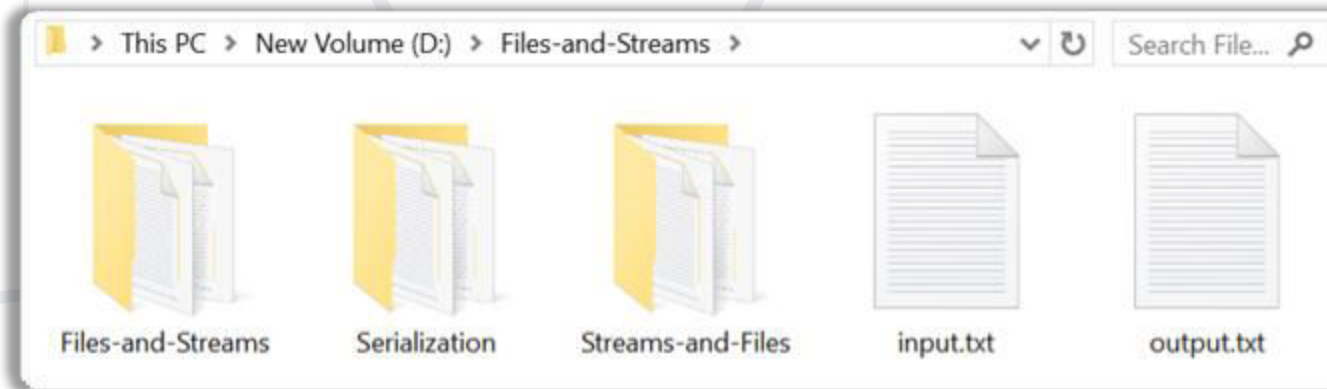 > This PC > New Volume (D:) > Files-and-Streams > Search File...
Files-and-Streams Serialization Streams-and-Files input.txt output.txt